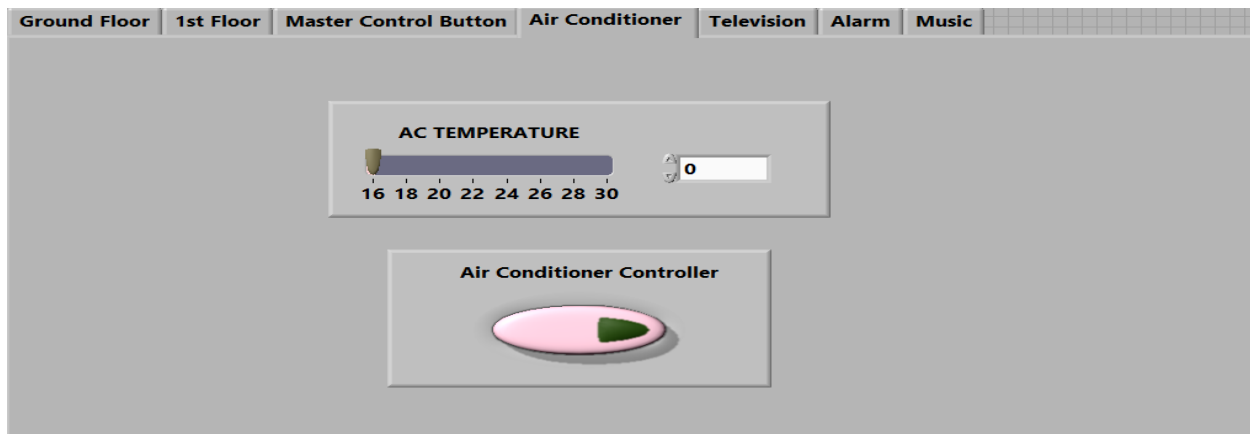 Ground Floor 1st Floor Master Control Button Air Conditioner Television Alarm Music
AC TEMPERATURE
0
16 18 20 22 24 26 28 30
Air Conditioner Controller